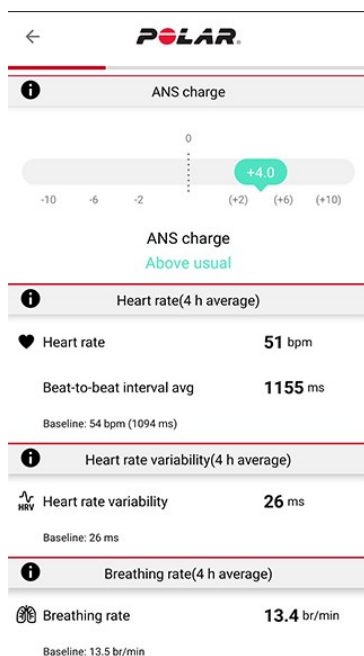 POLAR.
ANS charge
0
+4.0
-10 -6 -2 (+2) (+6) (+10)
ANS charge
Above usual
Heart rate(4 h average)
Heart rate 51 bpm
Beat-to-beat interval avg 1155 ms
Baseline: 54 bpm (1094 ms)
Heart rate variability(4 h average)
HRV Heart rate variability 26 ms
Baseline: 26 ms
Breathing rate(4 h average)
Breathing rate 13.4 br/min
Baseline: 13.5 br/min